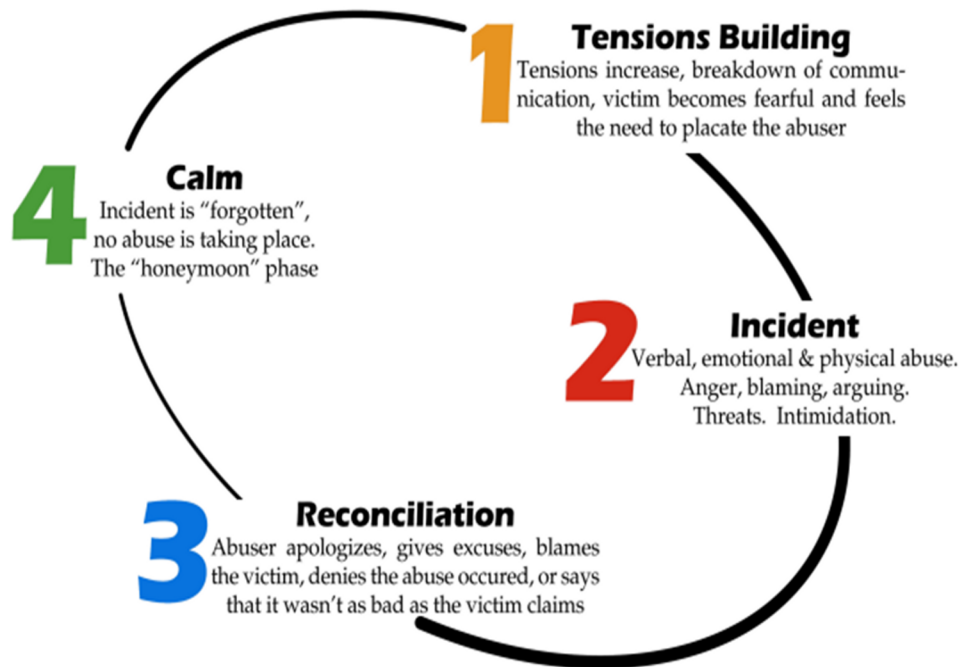 1
Tensions Building
Tensions increase, breakdown of commu-
nication, victim becomes fearful and feels
the need to placate the abuser
2
Incident
Verbal, emotional & physical abuse.
Anger, blaming, arguing.
Threats. Intimidation.
3
Reconciliation
Abuser apologizes, gives excuses, blames
the victim, denies the abuse occured, or says
that it wasn't as bad as the victim claims
4
Calm
Incident is “forgotten”,
no abuse is taking place.
The “honeymoon” phase